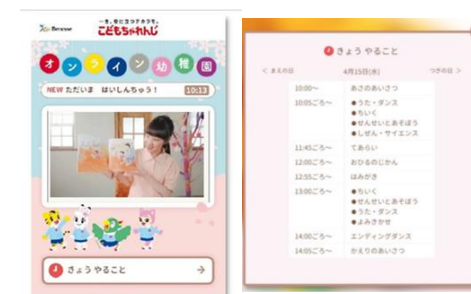 Benesse
一生、役に立つチカラを。
こどもちゃれんじ
オンライン幼稚園
NEW ただいま はいしんちゅう！ 10:13
きょう やること →
きょう やること
< まえの日 4月15日(水) つぎの日 >
10:00〜 あさのあいさつ
10:05ごろ〜 ●うた・ダンス
●ちいく
●せんせいとあそぼう
●しぜん・サイエンス
11:45ごろ〜 てあらい
12:00ごろ〜 おひるのじかん
12:55ごろ〜 はみがき
13:00ごろ〜 ●ちいく
●せんせいとあそぼう
●うた・ダンス
●よみきかせ
14:00ごろ〜 エンディングダンス
14:05ごろ〜 かえりのあいさつ